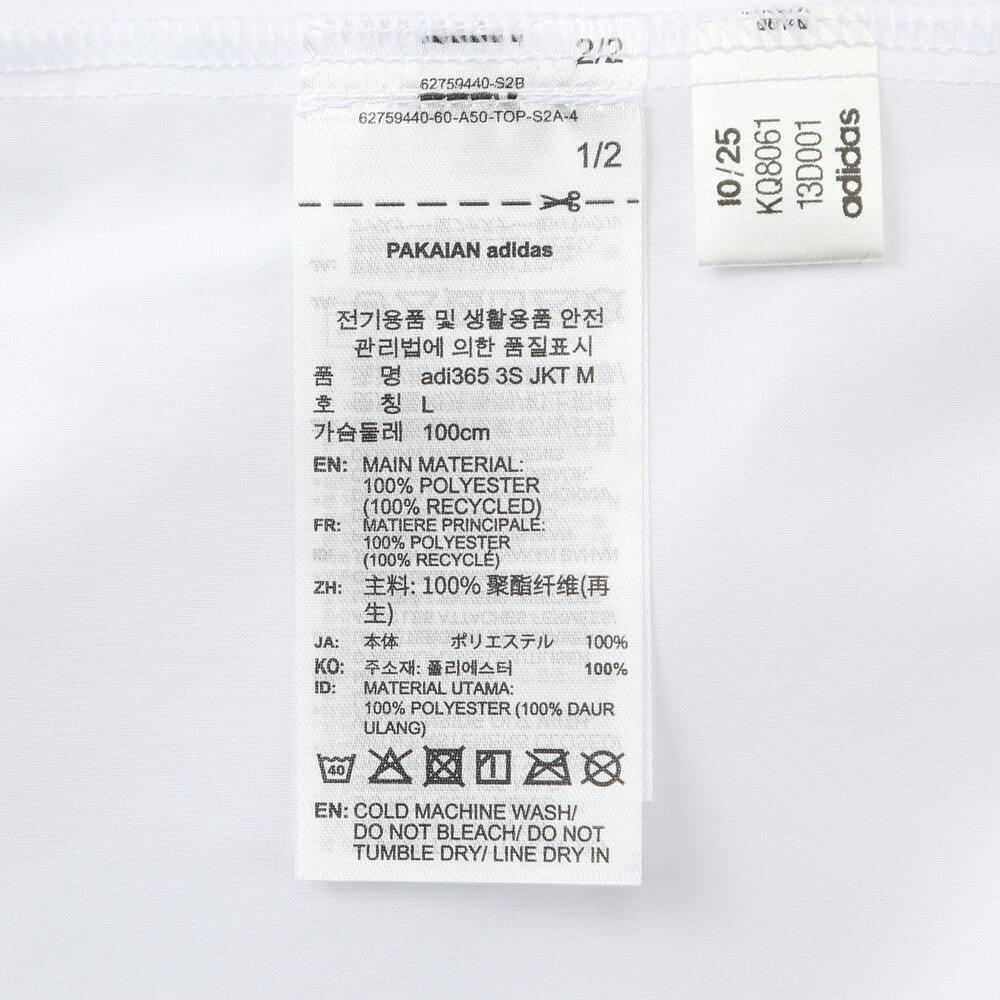 2/2
62759440-S2B
62759440-60-A50-TOP-S2A-4
1/2
PAKAIAN adidas
전기용품 및 생활용품 안전
관리법에 의한 품질표시
품 명 adi365 3S JKT M
호 칭 L
가슴둘레 100cm
EN: MAIN MATERIAL:
100% POLYESTER
(100% RECYCLED)
FR: MATIERE PRINCIPALE:
100% POLYESTER
(100% RECYCLÉ)
ZH: 主料: 100% 聚酯纤维(再
生)
JA: 本体 ポリエステル 100%
KO: 주소재: 폴리에스터 100%
ID: MATERIAL UTAMA:
100% POLYESTER (100% DAUR
ULANG)
40
EN: COLD MACHINE WASH/
DO NOT BLEACH/ DO NOT
TUMBLE DRY/ LINE DRY IN
10/25
KQ8061
13D001
adidas